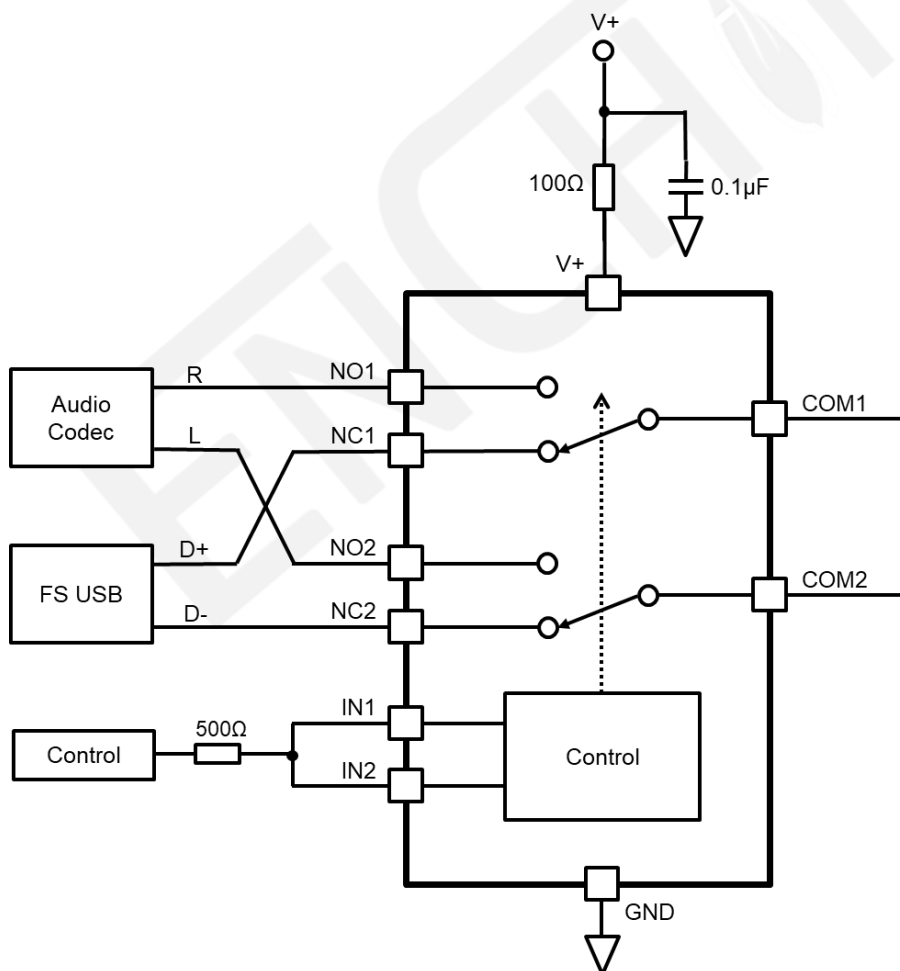 V+
100Ω
0.1μF
V+
Audio
Codec
R
L
NO1
NC1
COM1
FS USB
D+
D-
NO2
NC2
COM2
Control
500Ω
IN1
IN2
Control
GND